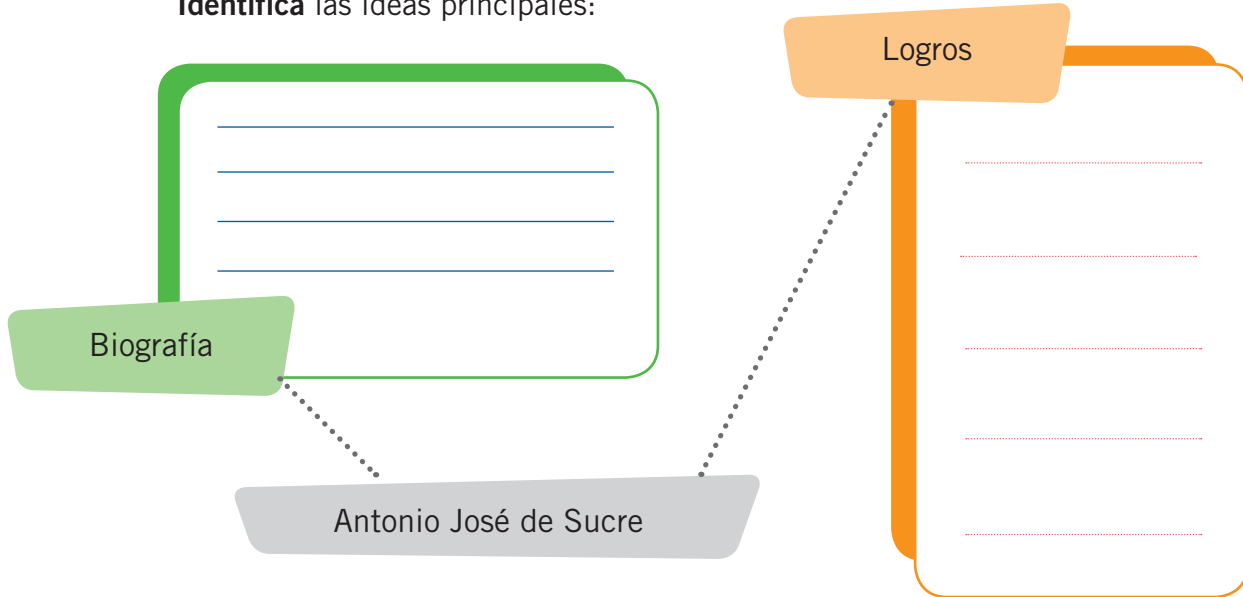 Identifica las ideas principales:
Logros
Biografía
Antonio José de Sucre